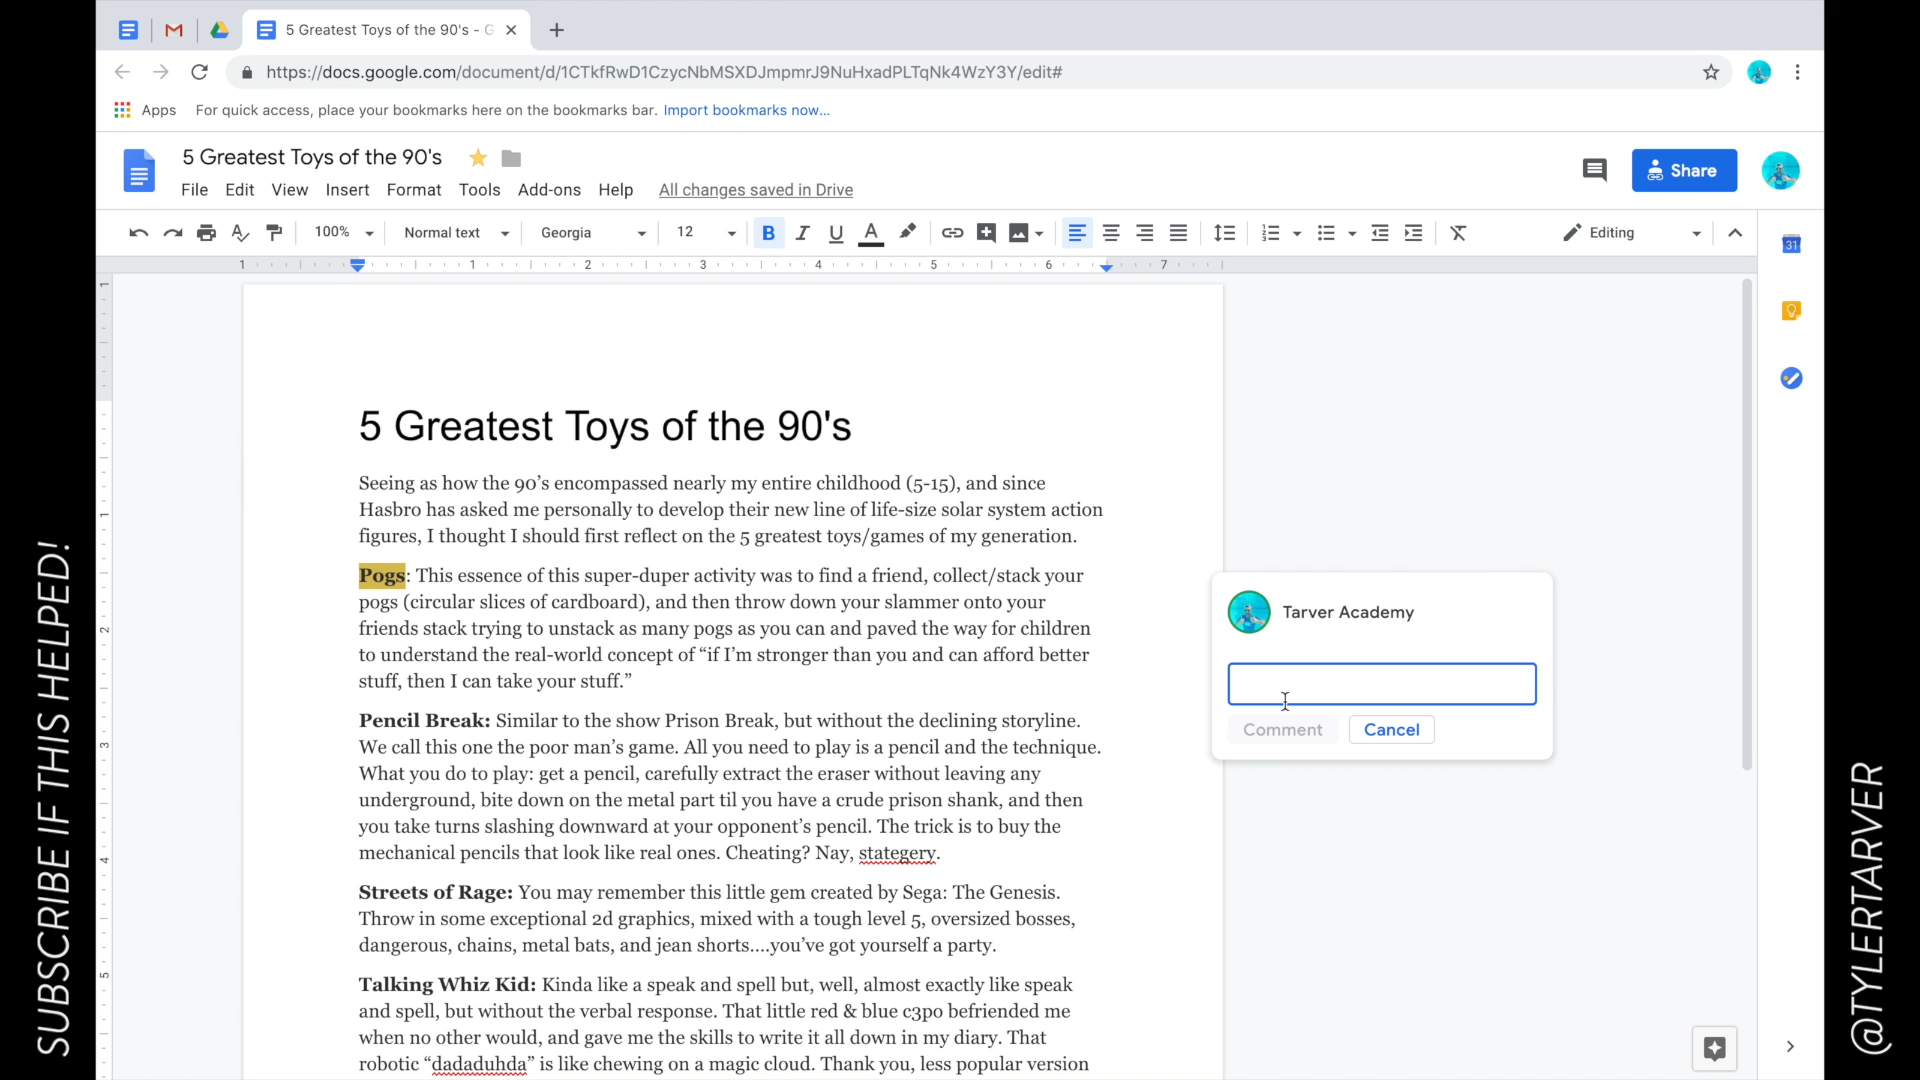 5 Greatest Toys of the 90's - G
https://docs.google.com/document/d/1CTkfRwD1CzycNbMSXDJmpmrJ9NuHxadPLTqNk4WzY3Y/edit#
Apps For quick access, place your bookmarks here on the bookmarks bar. Import bookmarks now...
5 Greatest Toys of the 90's
File Edit View Insert Format Tools Add-ons Help All changes saved in Drive
Share
100% Normal text Georgia 12 B I U A Editing
1 1 2 3 4 5 6 7
31
5 Greatest Toys of the 90's
Seeing as how the 90’s encompassed nearly my entire childhood (5-15), and since
Hasbro has asked me personally to develop their new line of life-size solar system action
figures, I thought I should first reflect on the 5 greatest toys/games of my generation.
Pogs: This essence of this super-duper activity was to find a friend, collect/stack your
pogs (circular slices of cardboard), and then throw down your slammer onto your
friends stack trying to unstack as many pogs as you can and paved the way for children
to understand the real-world concept of “if I’m stronger than you and can afford better
stuff, then I can take your stuff.”
Pencil Break: Similar to the show Prison Break, but without the declining storyline.
We call this one the poor man’s game. All you need to play is a pencil and the technique.
What you do to play: get a pencil, carefully extract the eraser without leaving any
underground, bite down on the metal part til you have a crude prison shank, and then
you take turns slashing downward at your opponent’s pencil. The trick is to buy the
mechanical pencils that look like real ones. Cheating? Nay, stategery.
Streets of Rage: You may remember this little gem created by Sega: The Genesis.
Throw in some exceptional 2d graphics, mixed with a tough level 5, oversized bosses,
dangerous, chains, metal bats, and jean shorts....you’ve got yourself a party.
Talking Whiz Kid: Kinda like a speak and spell but, well, almost exactly like speak
and spell, but without the verbal response. That little red & blue c3po befriended me
when no other would, and gave me the skills to write it all down in my diary. That
robotic “dadaduhda” is like chewing on a magic cloud. Thank you, less popular version
Tarver Academy
Comment Cancel
1
1
2
3
4
5
SUBSCRIBE IF THIS HELPED!
@TYLERTARVER